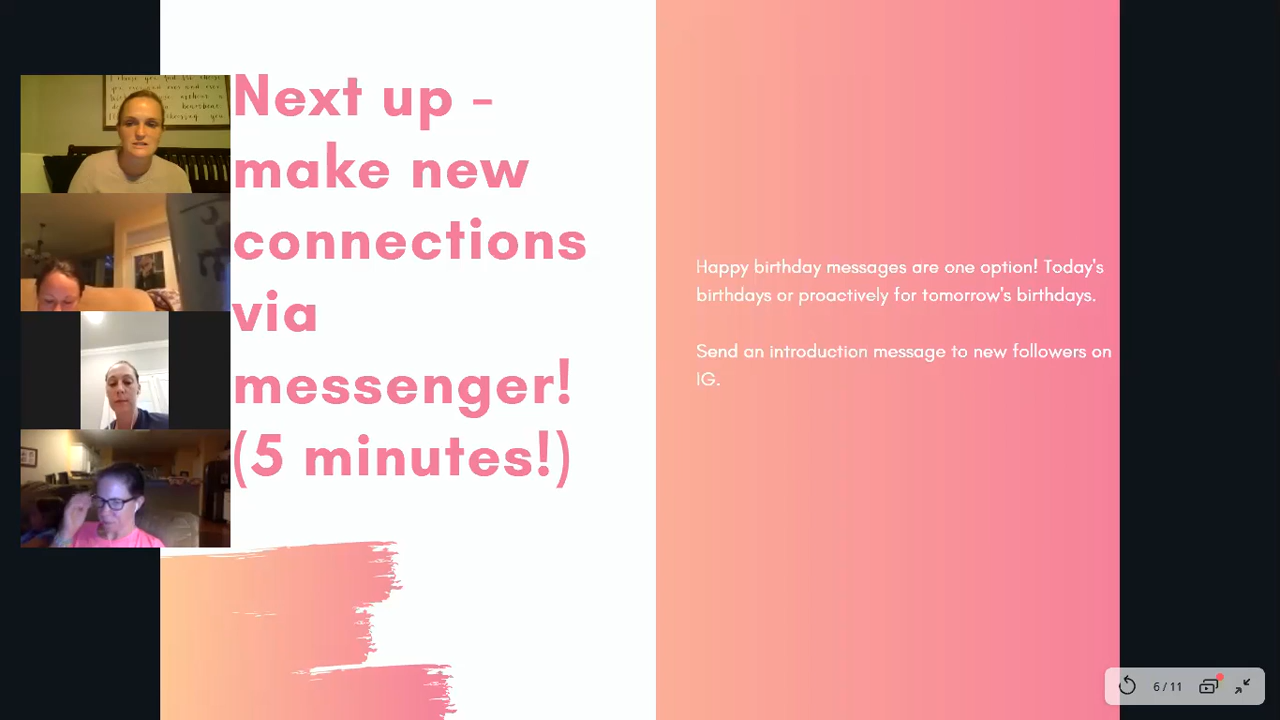 Next up -
make new
connections
via
messenger!
(5 minutes!)
Happy birthday messages are one option! Today's
birthdays or proactively for tomorrow's birthdays.
Send an introduction message to new followers on
IG.
6 / 11